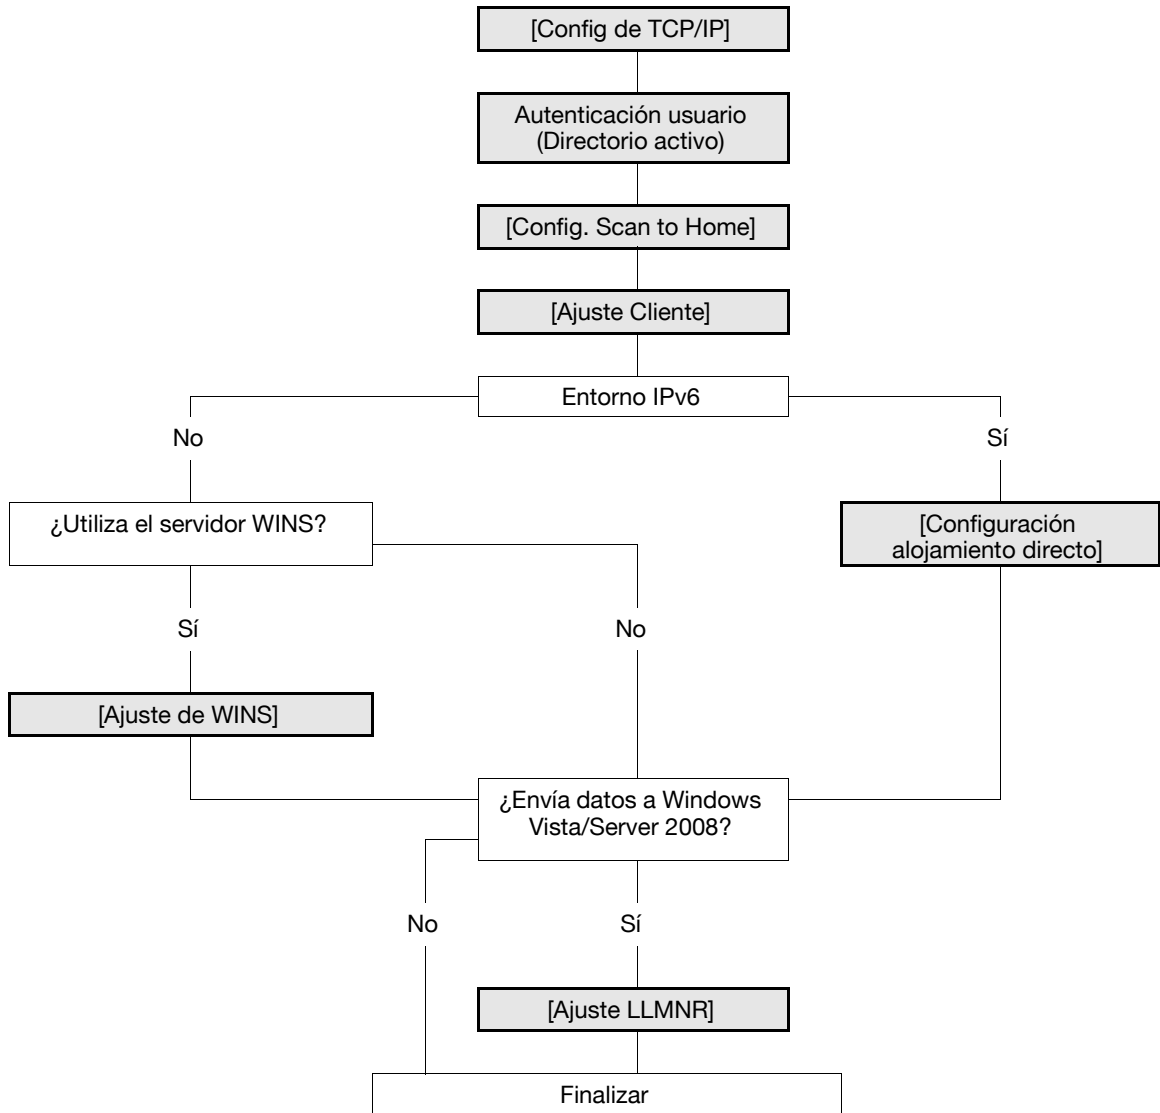 [Config de TCP/IP]
Autenticación usuario
(Directorio activo)
[Config. Scan to Home]
[Ajuste Cliente]
Entorno IPv6
No
Sí
¿Utiliza el servidor WINS?
[Configuración
alojamiento directo]
Sí
No
[Ajuste de WINS]
¿Envía datos a Windows
Vista/Server 2008?
No
Sí
[Ajuste LLMNR]
Finalizar